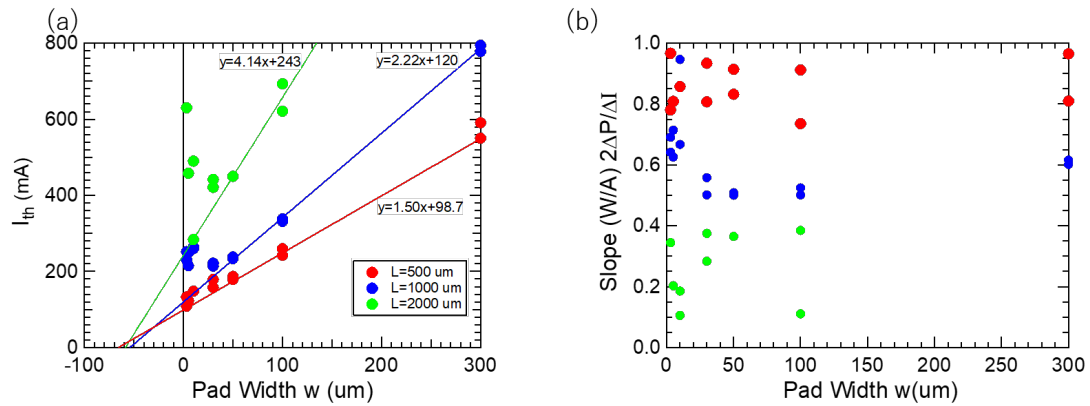 (a)
800
600
400
200
0
I_th (mA)
-100
0
100
200
300
Pad Width w (um)
y=4.14x+243
y=2.22x+120
y=1.50x+98.7
L=500 um
L=1000 um
L=2000 um
(b)
1.0
0.8
0.6
0.4
0.2
0.0
Slope (W/A) 2ΔP/ΔI
0
50
100
150
200
250
300
Pad Width w(um)